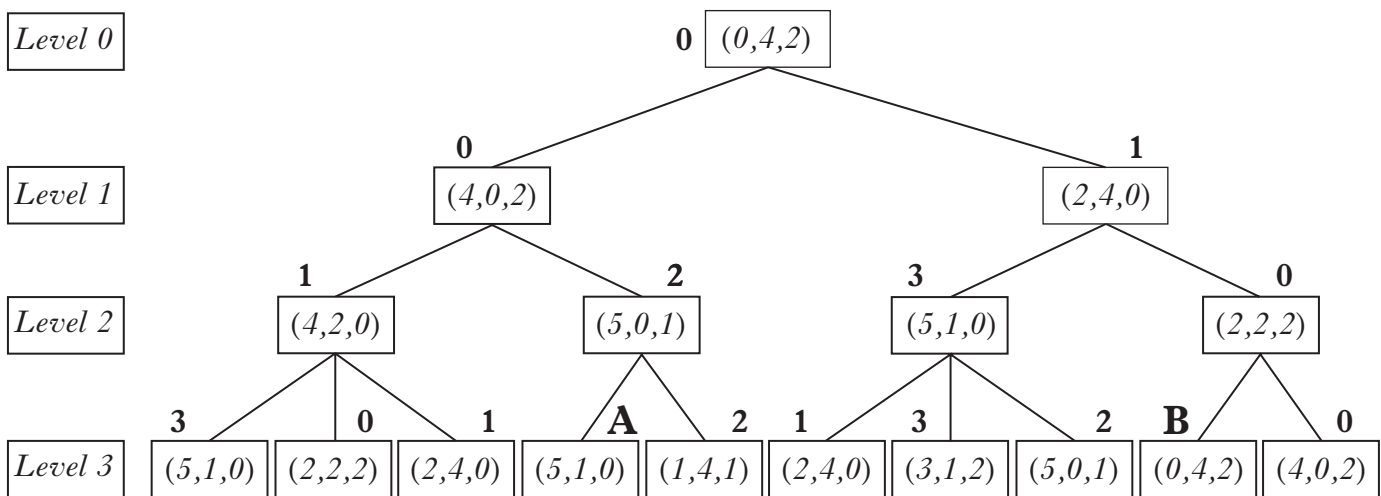 Level 0
0 (0,4,2)
0 1
Level 1
(4,0,2) (2,4,0)
1 2 3 0
Level 2
(4,2,0) (5,0,1) (5,1,0) (2,2,2)
3 0 1 A 2 1 3 2 B 0
Level 3
(5,1,0) (2,2,2) (2,4,0) (5,1,0) (1,4,1) (2,4,0) (3,1,2) (5,0,1) (0,4,2) (4,0,2)